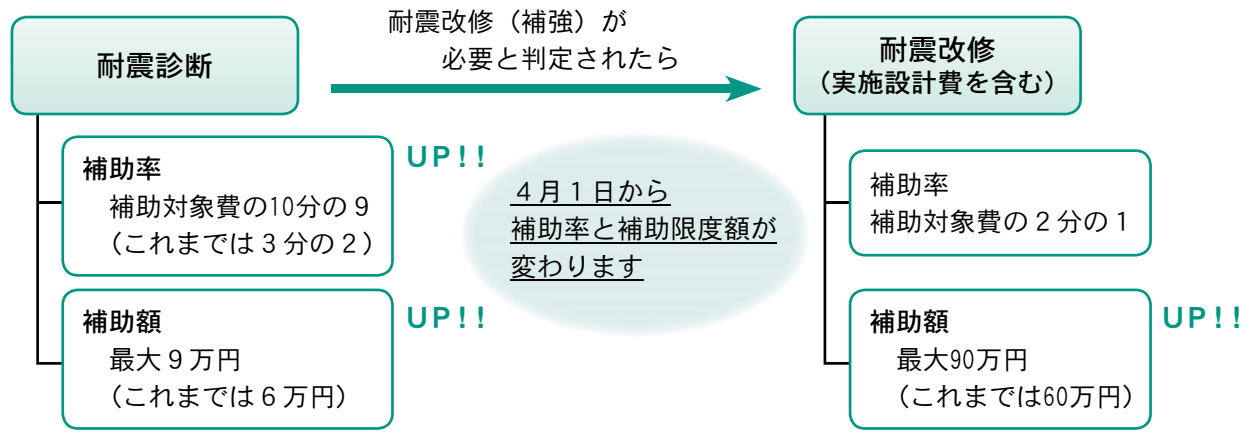 耐震診断
耐震改修（補強）が
必要と判定されたら
耐震改修
（実施設計費を含む）
補助率
補助対象費の10分の９
（これまでは３分の２）
UP!!
補助額
最大９万円
（これまでは６万円）
UP!!
４月１日から
補助率と補助限度額が
変わります
補助率
補助対象費の２分の１
補助額
最大90万円
（これまでは60万円）
UP!!